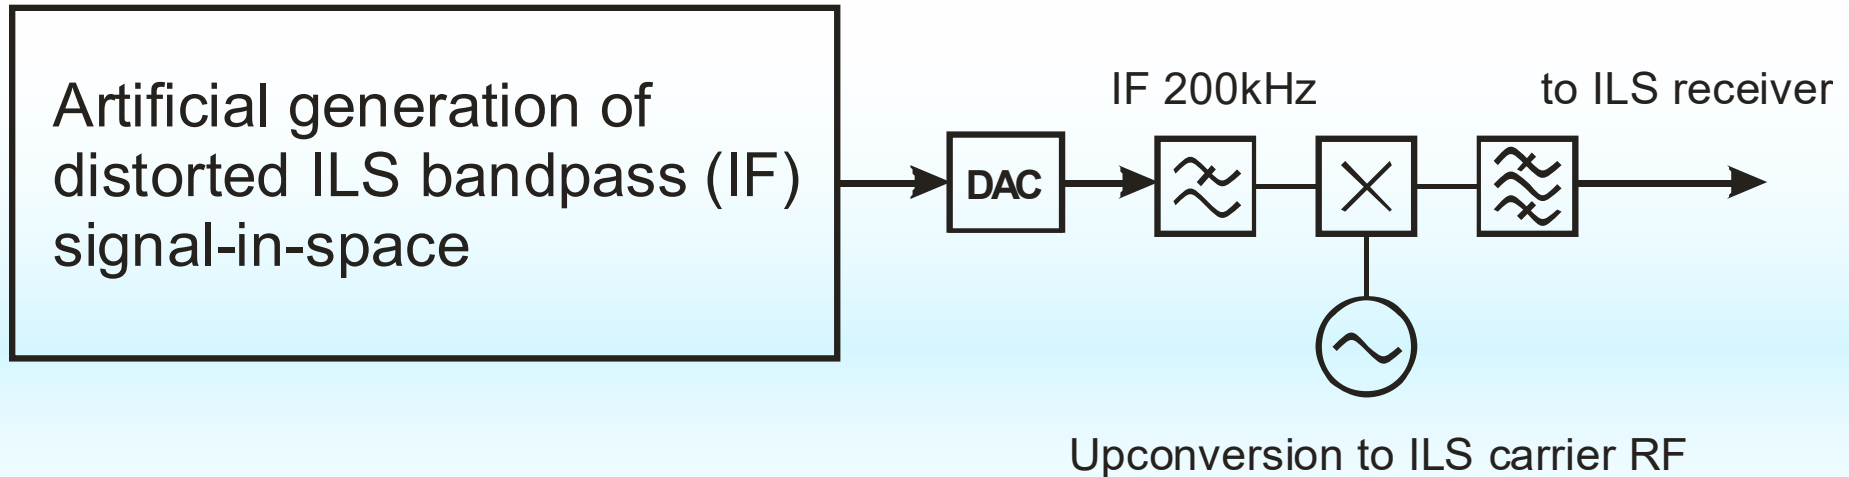 Artificial generation of
distorted ILS bandpass (IF)
signal-in-space
DAC
IF 200kHz
to ILS receiver
Upconversion to ILS carrier RF